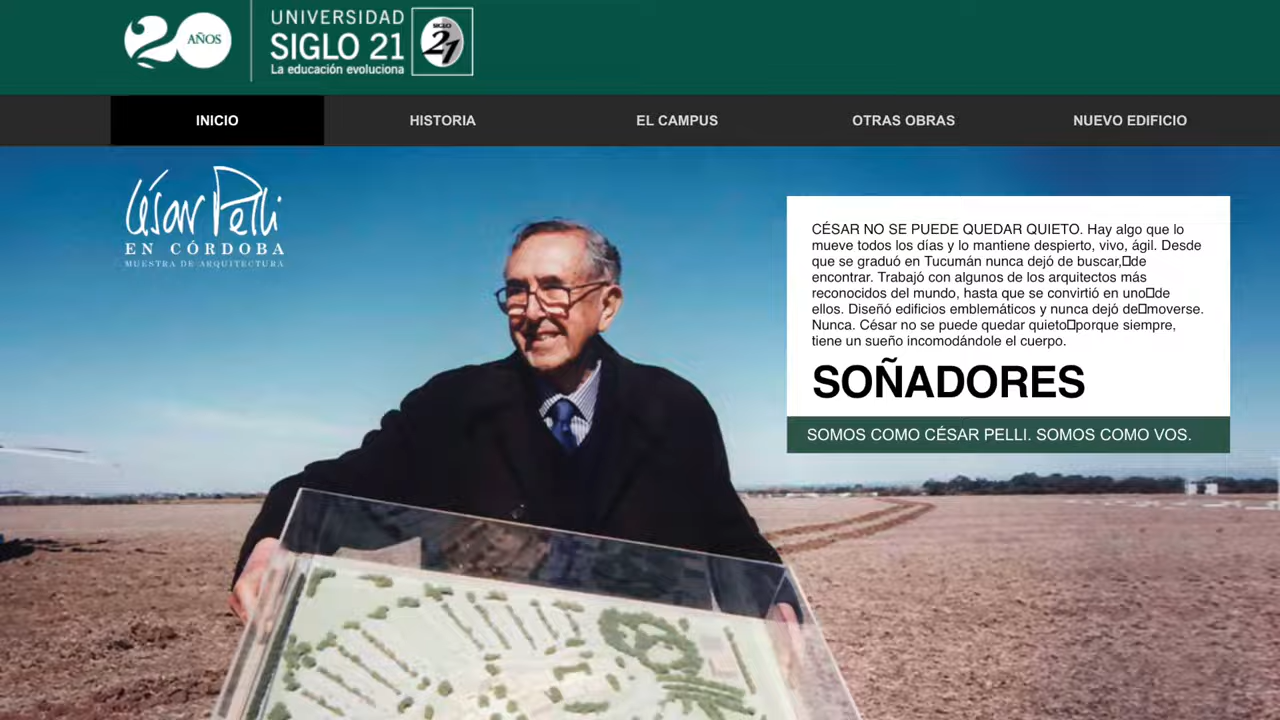 20 AÑOS
UNIVERSIDAD
SIGLO 21
La educación evoluciona
SIGLO
21
INICIO
HISTORIA
EL CAMPUS
OTRAS OBRAS
NUEVO EDIFICIO
César Pelli
EN CÓRDOBA
MUESTRA DE ARQUITECTURA
CÉSAR NO SE PUEDE QUEDAR QUIETO. Hay algo que lo
mueve todos los días y lo mantiene despierto, vivo, ágil. Desde
que se graduó en Tucumán nunca dejó de buscar,□de
encontrar. Trabajó con algunos de los arquitectos más
reconocidos del mundo, hasta que se convirtió en uno□de
ellos. Diseñó edificios emblemáticos y nunca dejó de□moverse.
Nunca. César no se puede quedar quieto□porque siempre,
tiene un sueño incomodándole el cuerpo.
SOÑADORES
SOMOS COMO CÉSAR PELLI. SOMOS COMO VOS.